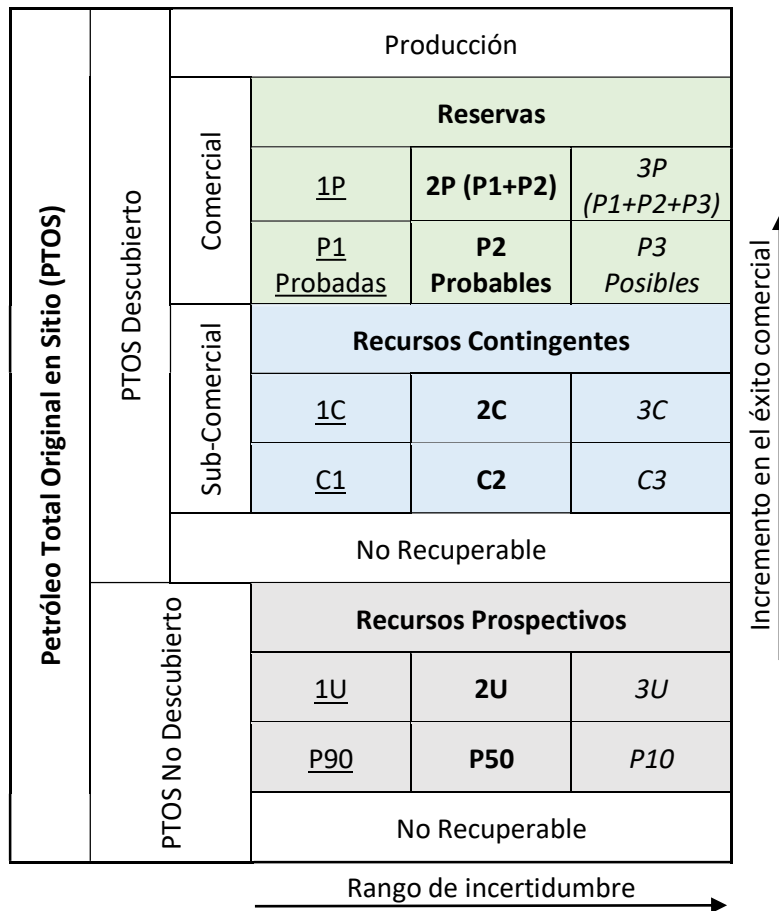 Petróleo Total Original en Sitio (PTOS)
PTOS Descubierto
Comercial
Producción
Reservas
1P
2P (P1+P2)
3P
(P1+P2+P3)
P1
Probadas
P2
Probables
P3
Posibles
Sub-Comercial
Recursos Contingentes
1C
2C
3C
C1
C2
C3
No Recuperable
PTOS No Descubierto
Recursos Prospectivos
1U
2U
3U
P90
P50
P10
No Recuperable
Incremento en el éxito comercial
Rango de incertidumbre